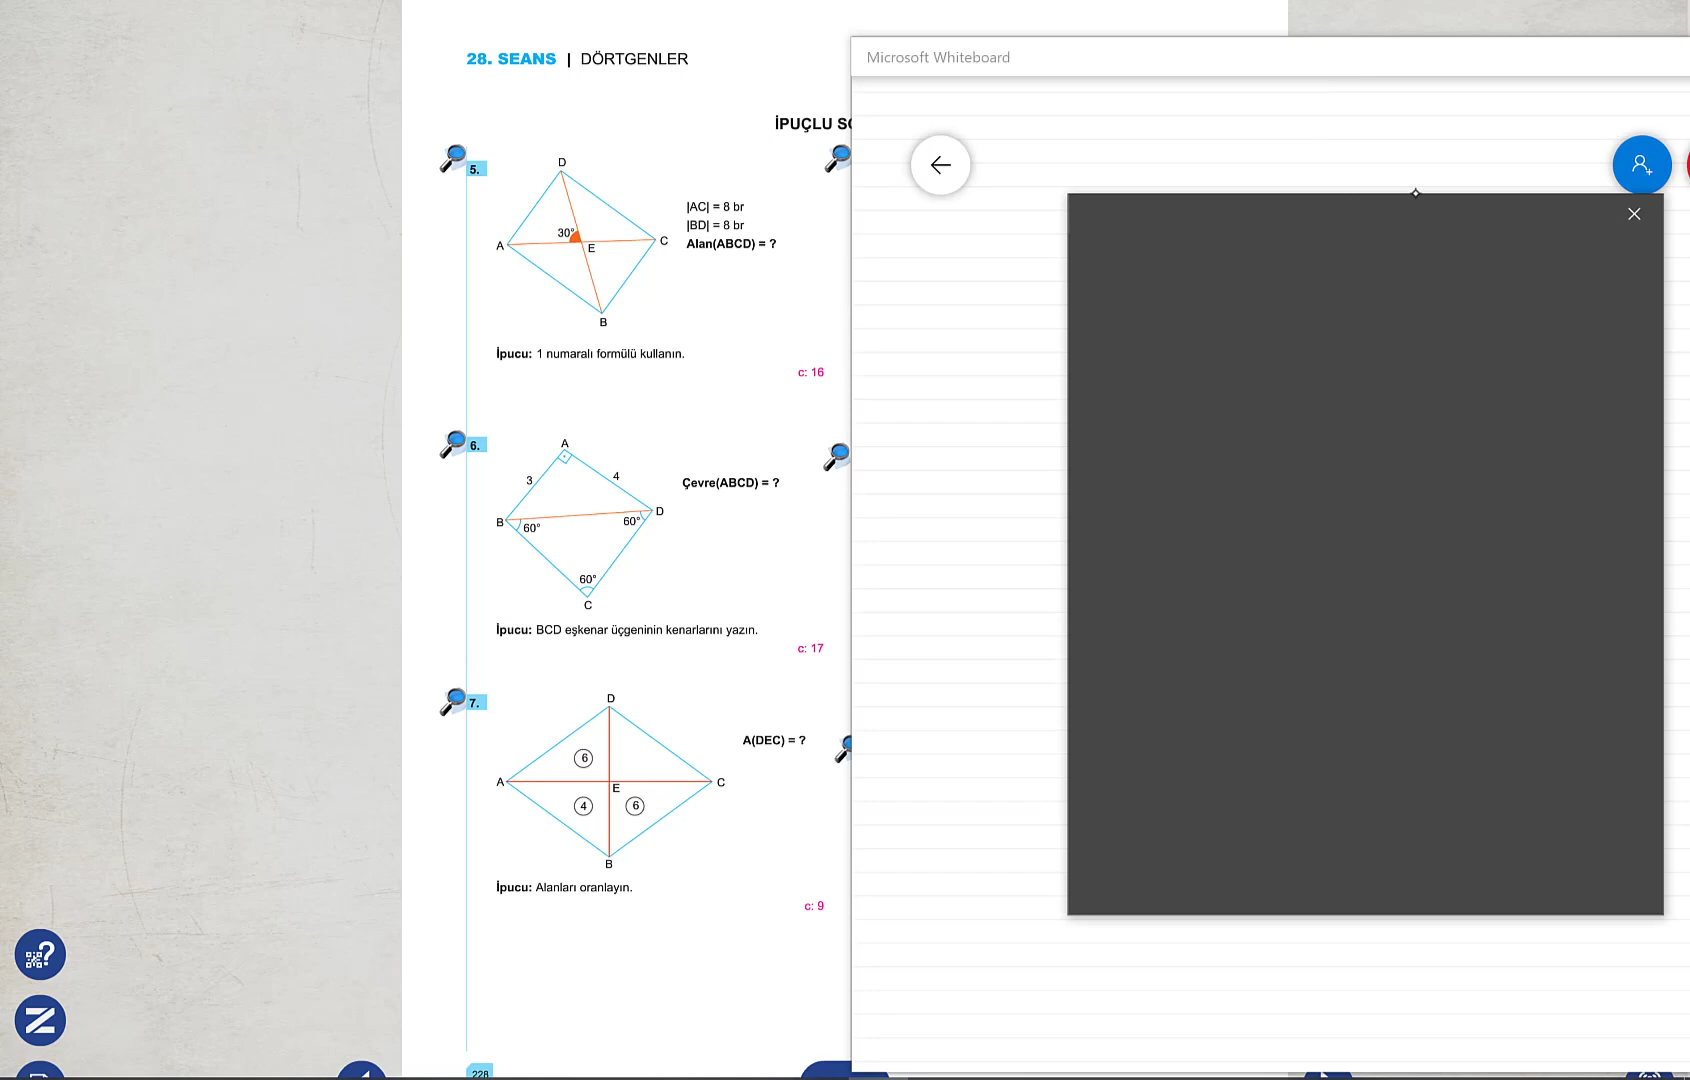 28. SEANS | DÖRTGENLER
Microsoft Whiteboard
İPUÇLU
5.
D
30°
A
E
C
B
|AC| = 8 br
|BD| = 8 br
Alan(ABCD) = ?
İpucu: 1 numaralı formülü kullanın.
c: 16
6.
A
3
4
Çevre(ABCD) = ?
B
60°
60°
D
60°
C
İpucu: BCD eşkenar üçgeninin kenarlarını yazın.
c: 17
7.
D
A(DEC) = ?
6
A
E
C
4
6
B
İpucu: Alanları oranlayın.
c: 9
228